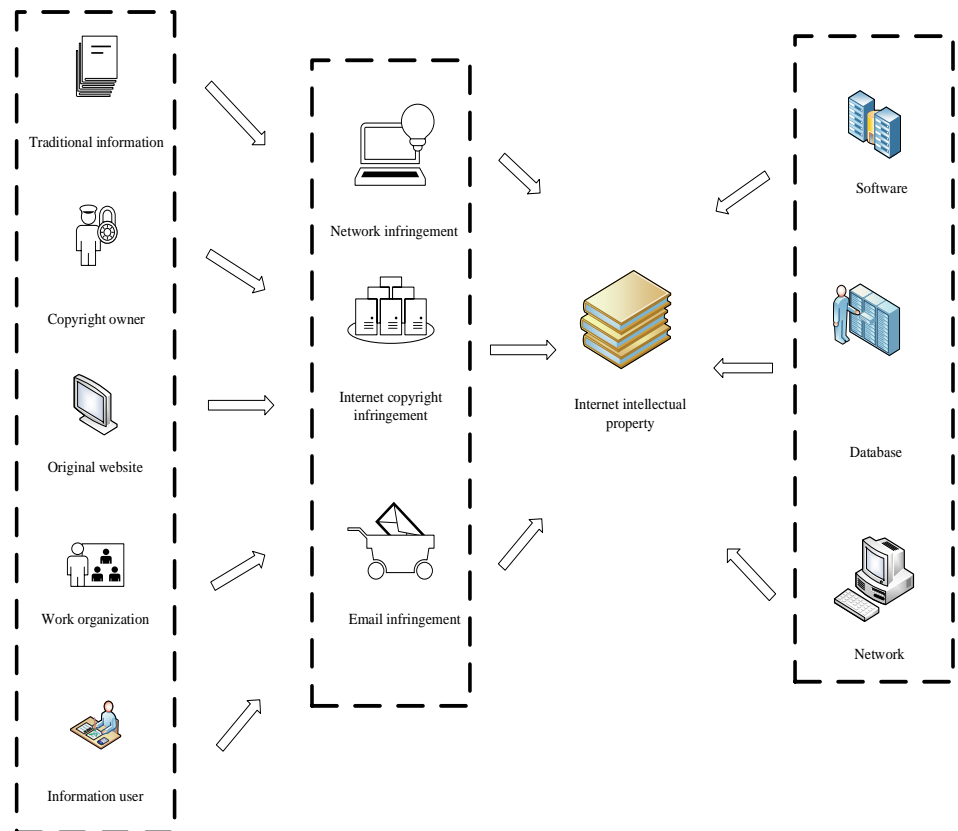 Traditional information
Copyright owner
Original website
Work organization
Information user
Network infringement
Internet copyright
infringement
Email infringement
Internet intellectual
property
Software
Database
Network